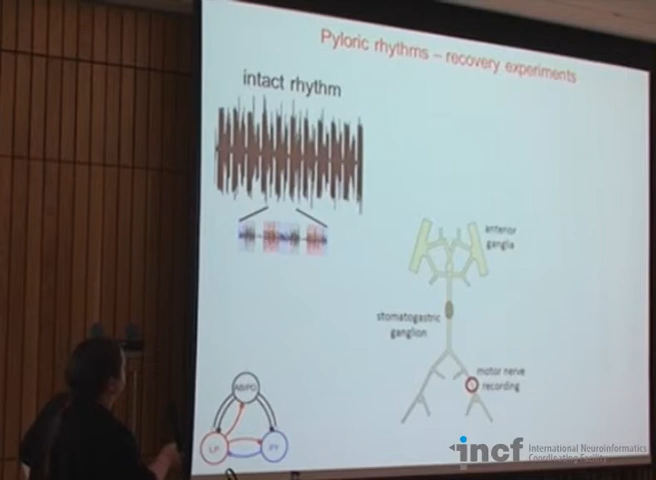 Pyloric rhythms – recovery experiments
intact rhythm
anterior
ganglia
stomatogastric
ganglion
motor nerve
recording
AB/PD
LP
PY
incf
International Neuroinformatics
Coordinating Facility